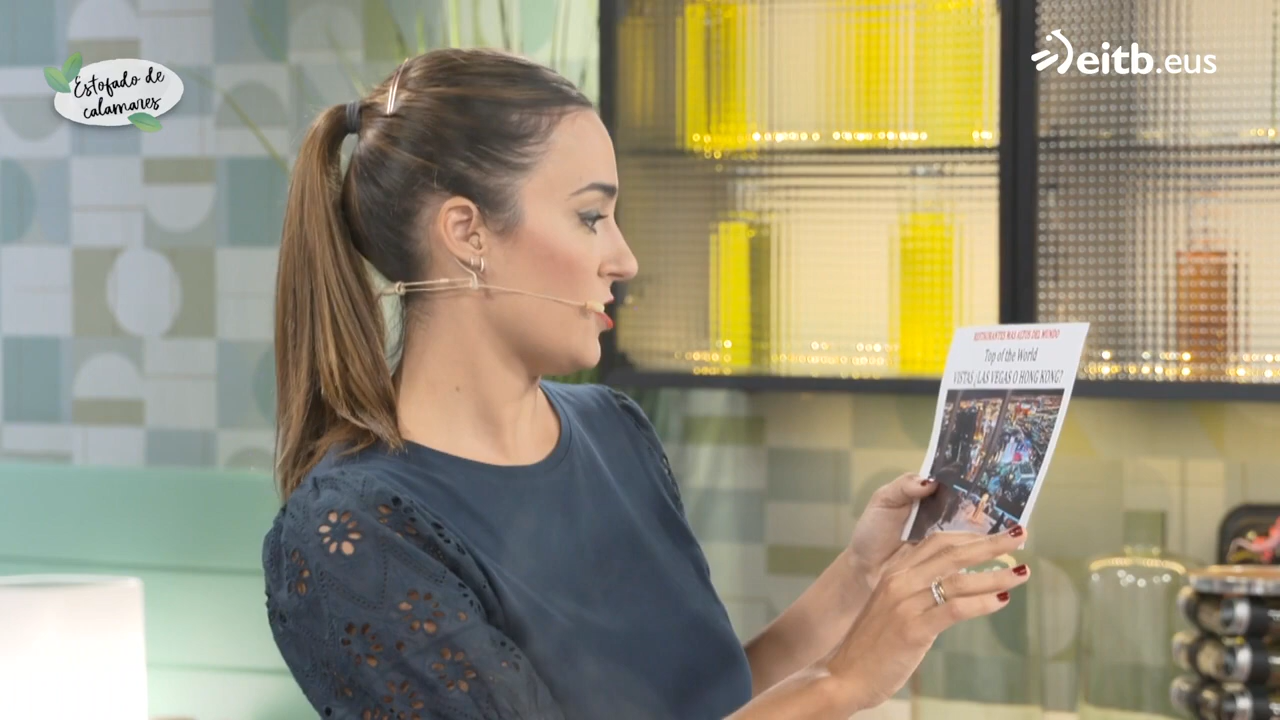 Estofado de
calamares
eitb.eus
RESTAURANTES MAS ALTOS DEL MUNDO
Top of the World
VISTAS ¿LAS VEGAS O HONG KONG?